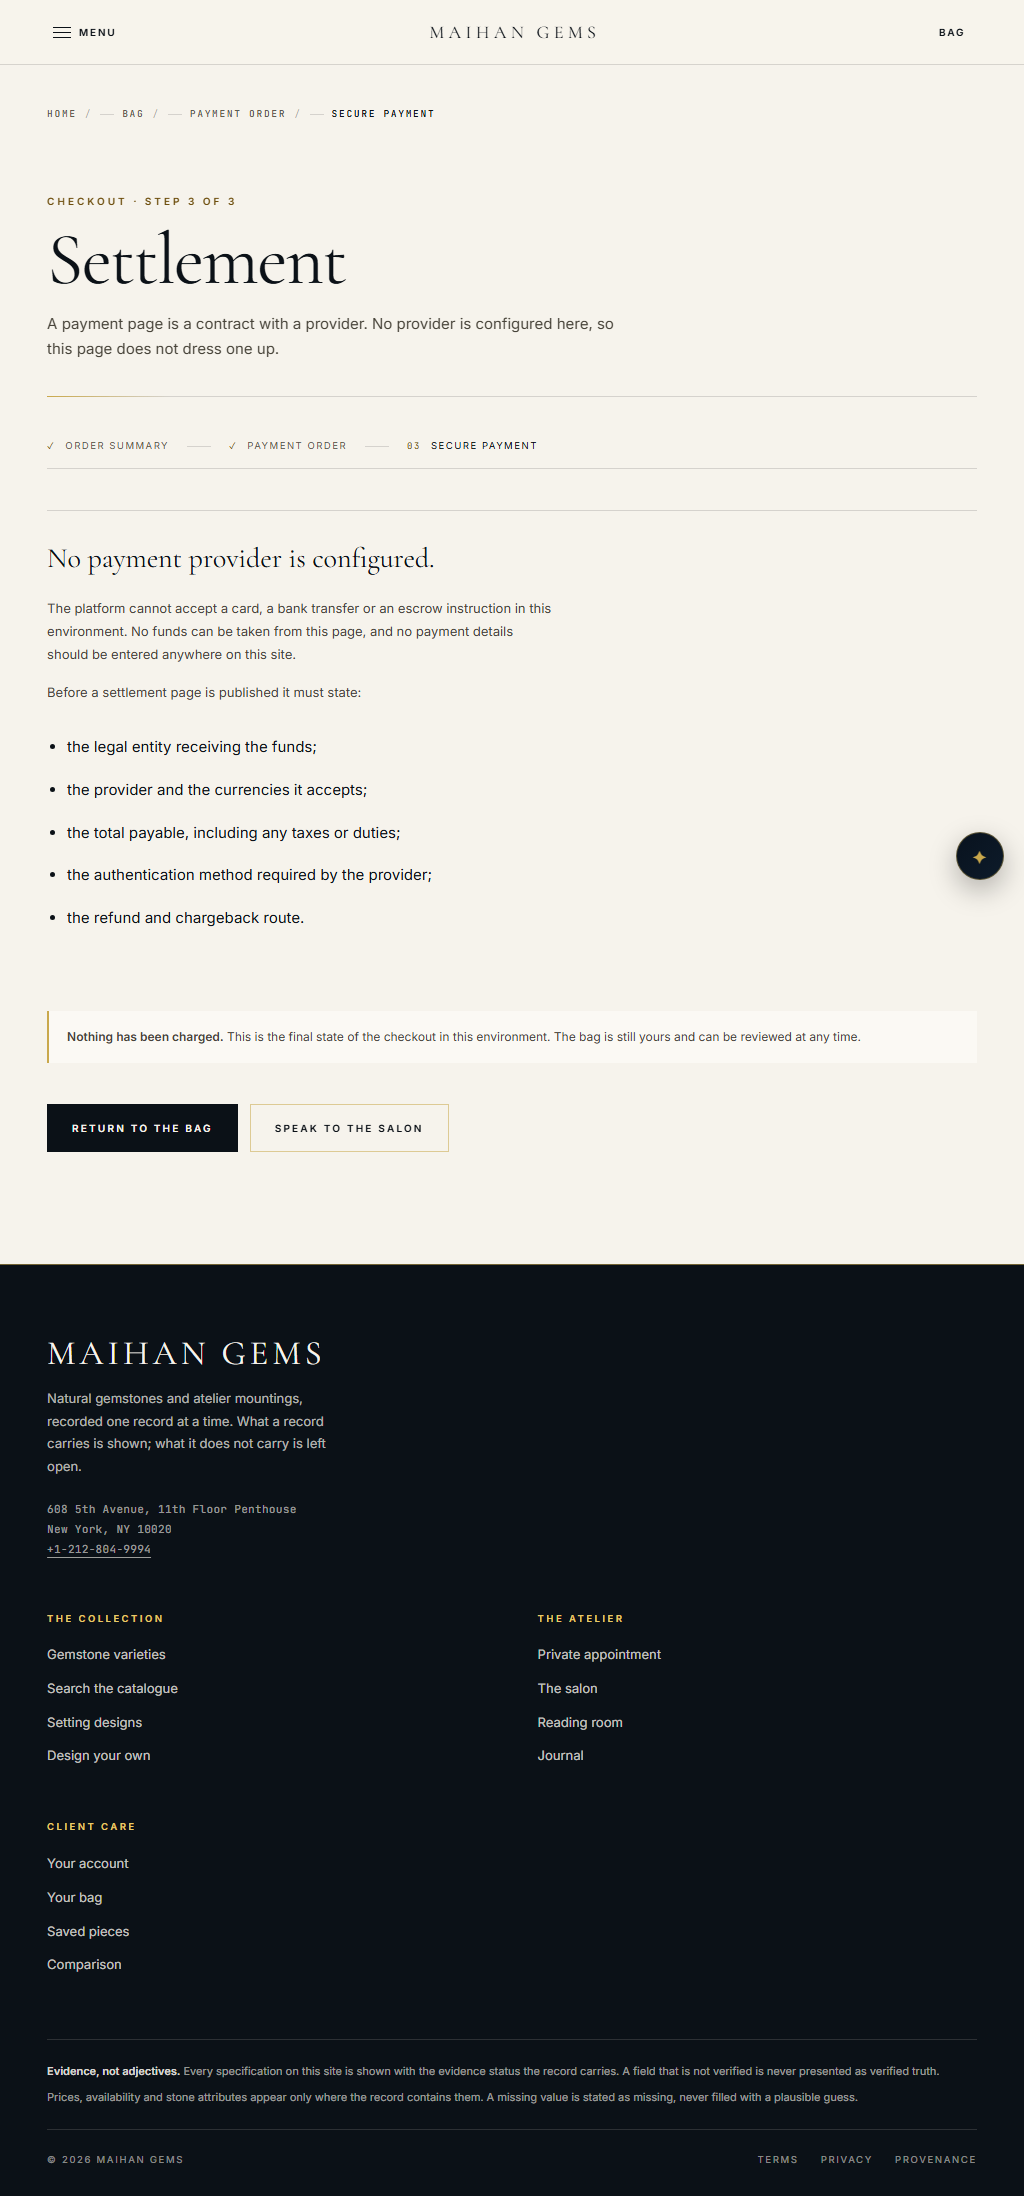 MENU
MAIHAN GEMS
BAG
HOME / — BAG / — PAYMENT ORDER / — SECURE PAYMENT
CHECKOUT · STEP 3 OF 3
Settlement
A payment page is a contract with a provider. No provider is configured here, so
this page does not dress one up.
✓ ORDER SUMMARY — ✓ PAYMENT ORDER — 03 SECURE PAYMENT
No payment provider is configured.
The platform cannot accept a card, a bank transfer or an escrow instruction in this
environment. No funds can be taken from this page, and no payment details
should be entered anywhere on this site.
Before a settlement page is published it must state:
• the legal entity receiving the funds;
• the provider and the currencies it accepts;
• the total payable, including any taxes or duties;
• the authentication method required by the provider;
• the refund and chargeback route.
Nothing has been charged. This is the final state of the checkout in this environment. The bag is still yours and can be reviewed at any time.
RETURN TO THE BAG
SPEAK TO THE SALON
MAIHAN GEMS
Natural gemstones and atelier mountings,
recorded one record at a time. What a record
carries is shown; what it does not carry is left
open.
608 5th Avenue, 11th Floor Penthouse
New York, NY 10020
+1-212-804-9994
THE COLLECTION
Gemstone varieties
Search the catalogue
Setting designs
Design your own
THE ATELIER
Private appointment
The salon
Reading room
Journal
CLIENT CARE
Your account
Your bag
Saved pieces
Comparison
Evidence, not adjectives. Every specification on this site is shown with the evidence status the record carries. A field that is not verified is never presented as verified truth.
Prices, availability and stone attributes appear only where the record contains them. A missing value is stated as missing, never filled with a plausible guess.
© 2026 MAIHAN GEMS
TERMS
PRIVACY
PROVENANCE